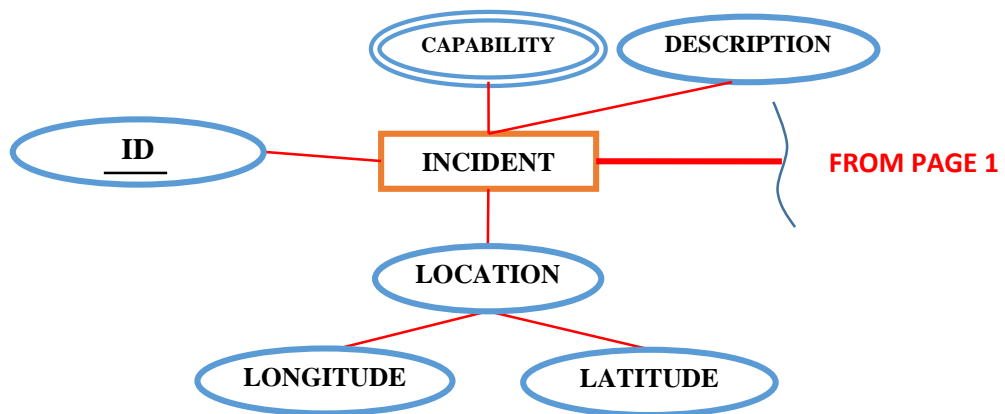 CAPABILITY
DESCRIPTION
ID
INCIDENT
FROM PAGE 1
LOCATION
LONGITUDE
LATITUDE